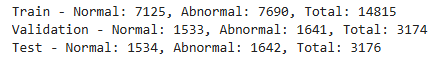 Train - Normal: 7125, Abnormal: 7690, Total: 14815
Validation - Normal: 1533, Abnormal: 1641, Total: 3174
Test - Normal: 1534, Abnormal: 1642, Total: 3176